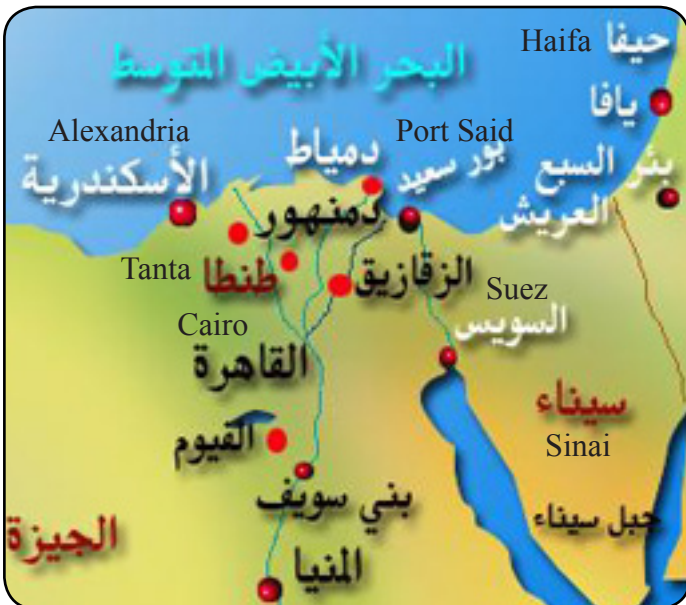 Haifa حيفا
البحر الأبيض المتوسط
يافا
Alexandria
Port Said
دمياط
بور سعيد
بئر السبع
الأسكندرية
العريش
دمنهور
Tanta طنطا
الزقازيق
Suez
السويس
Cairo
القاهرة
سيناء
Sinai
الفيوم
بني سويف
جبل سيناء
الجيزة
المنيا